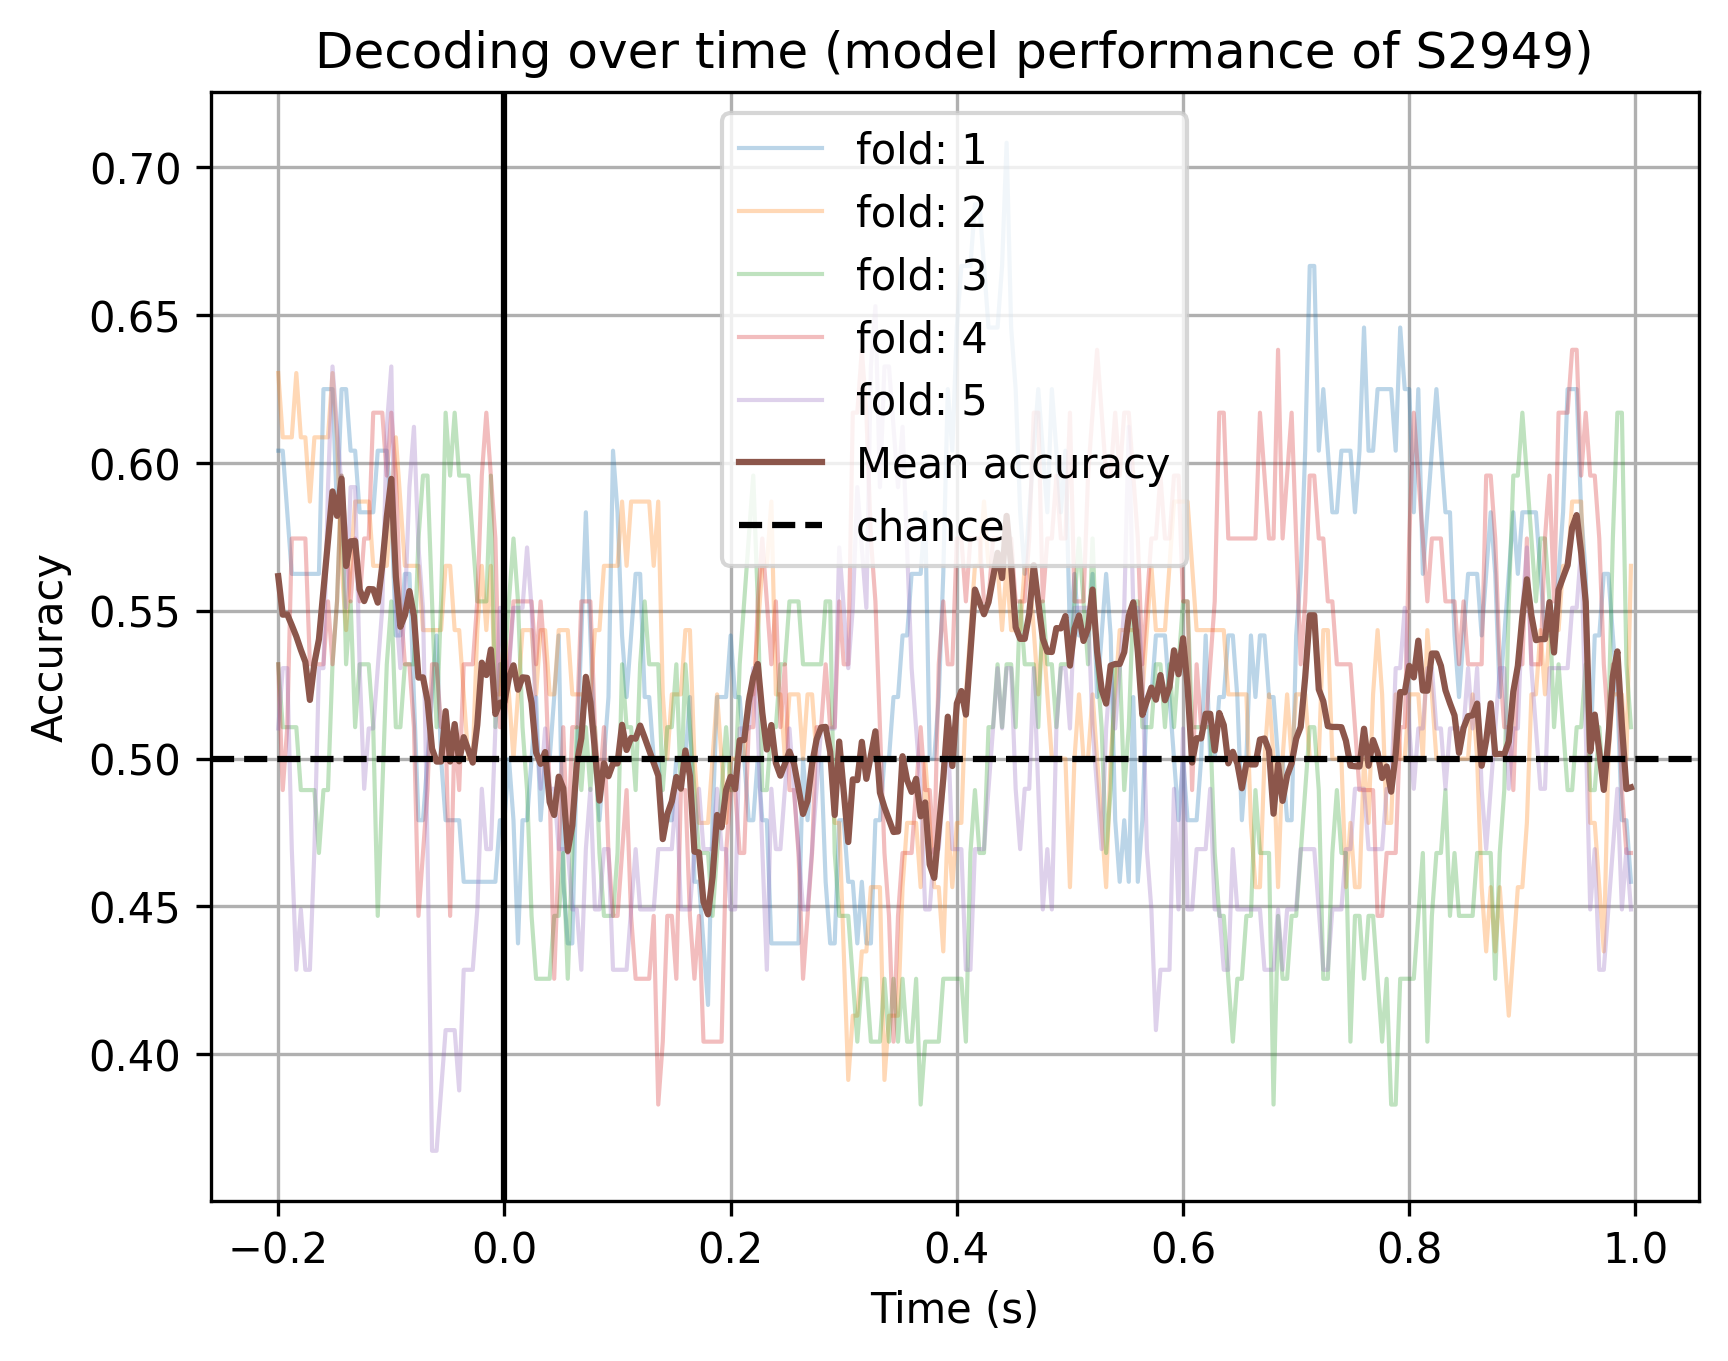 Decoding over time (model performance of S2949)
Accuracy
0.70
0.65
0.60
0.55
0.50
0.45
0.40
fold: 1
fold: 2
fold: 3
fold: 4
fold: 5
Mean accuracy
chance
−0.2
0.0
0.2
0.4
0.6
0.8
1.0
Time (s)